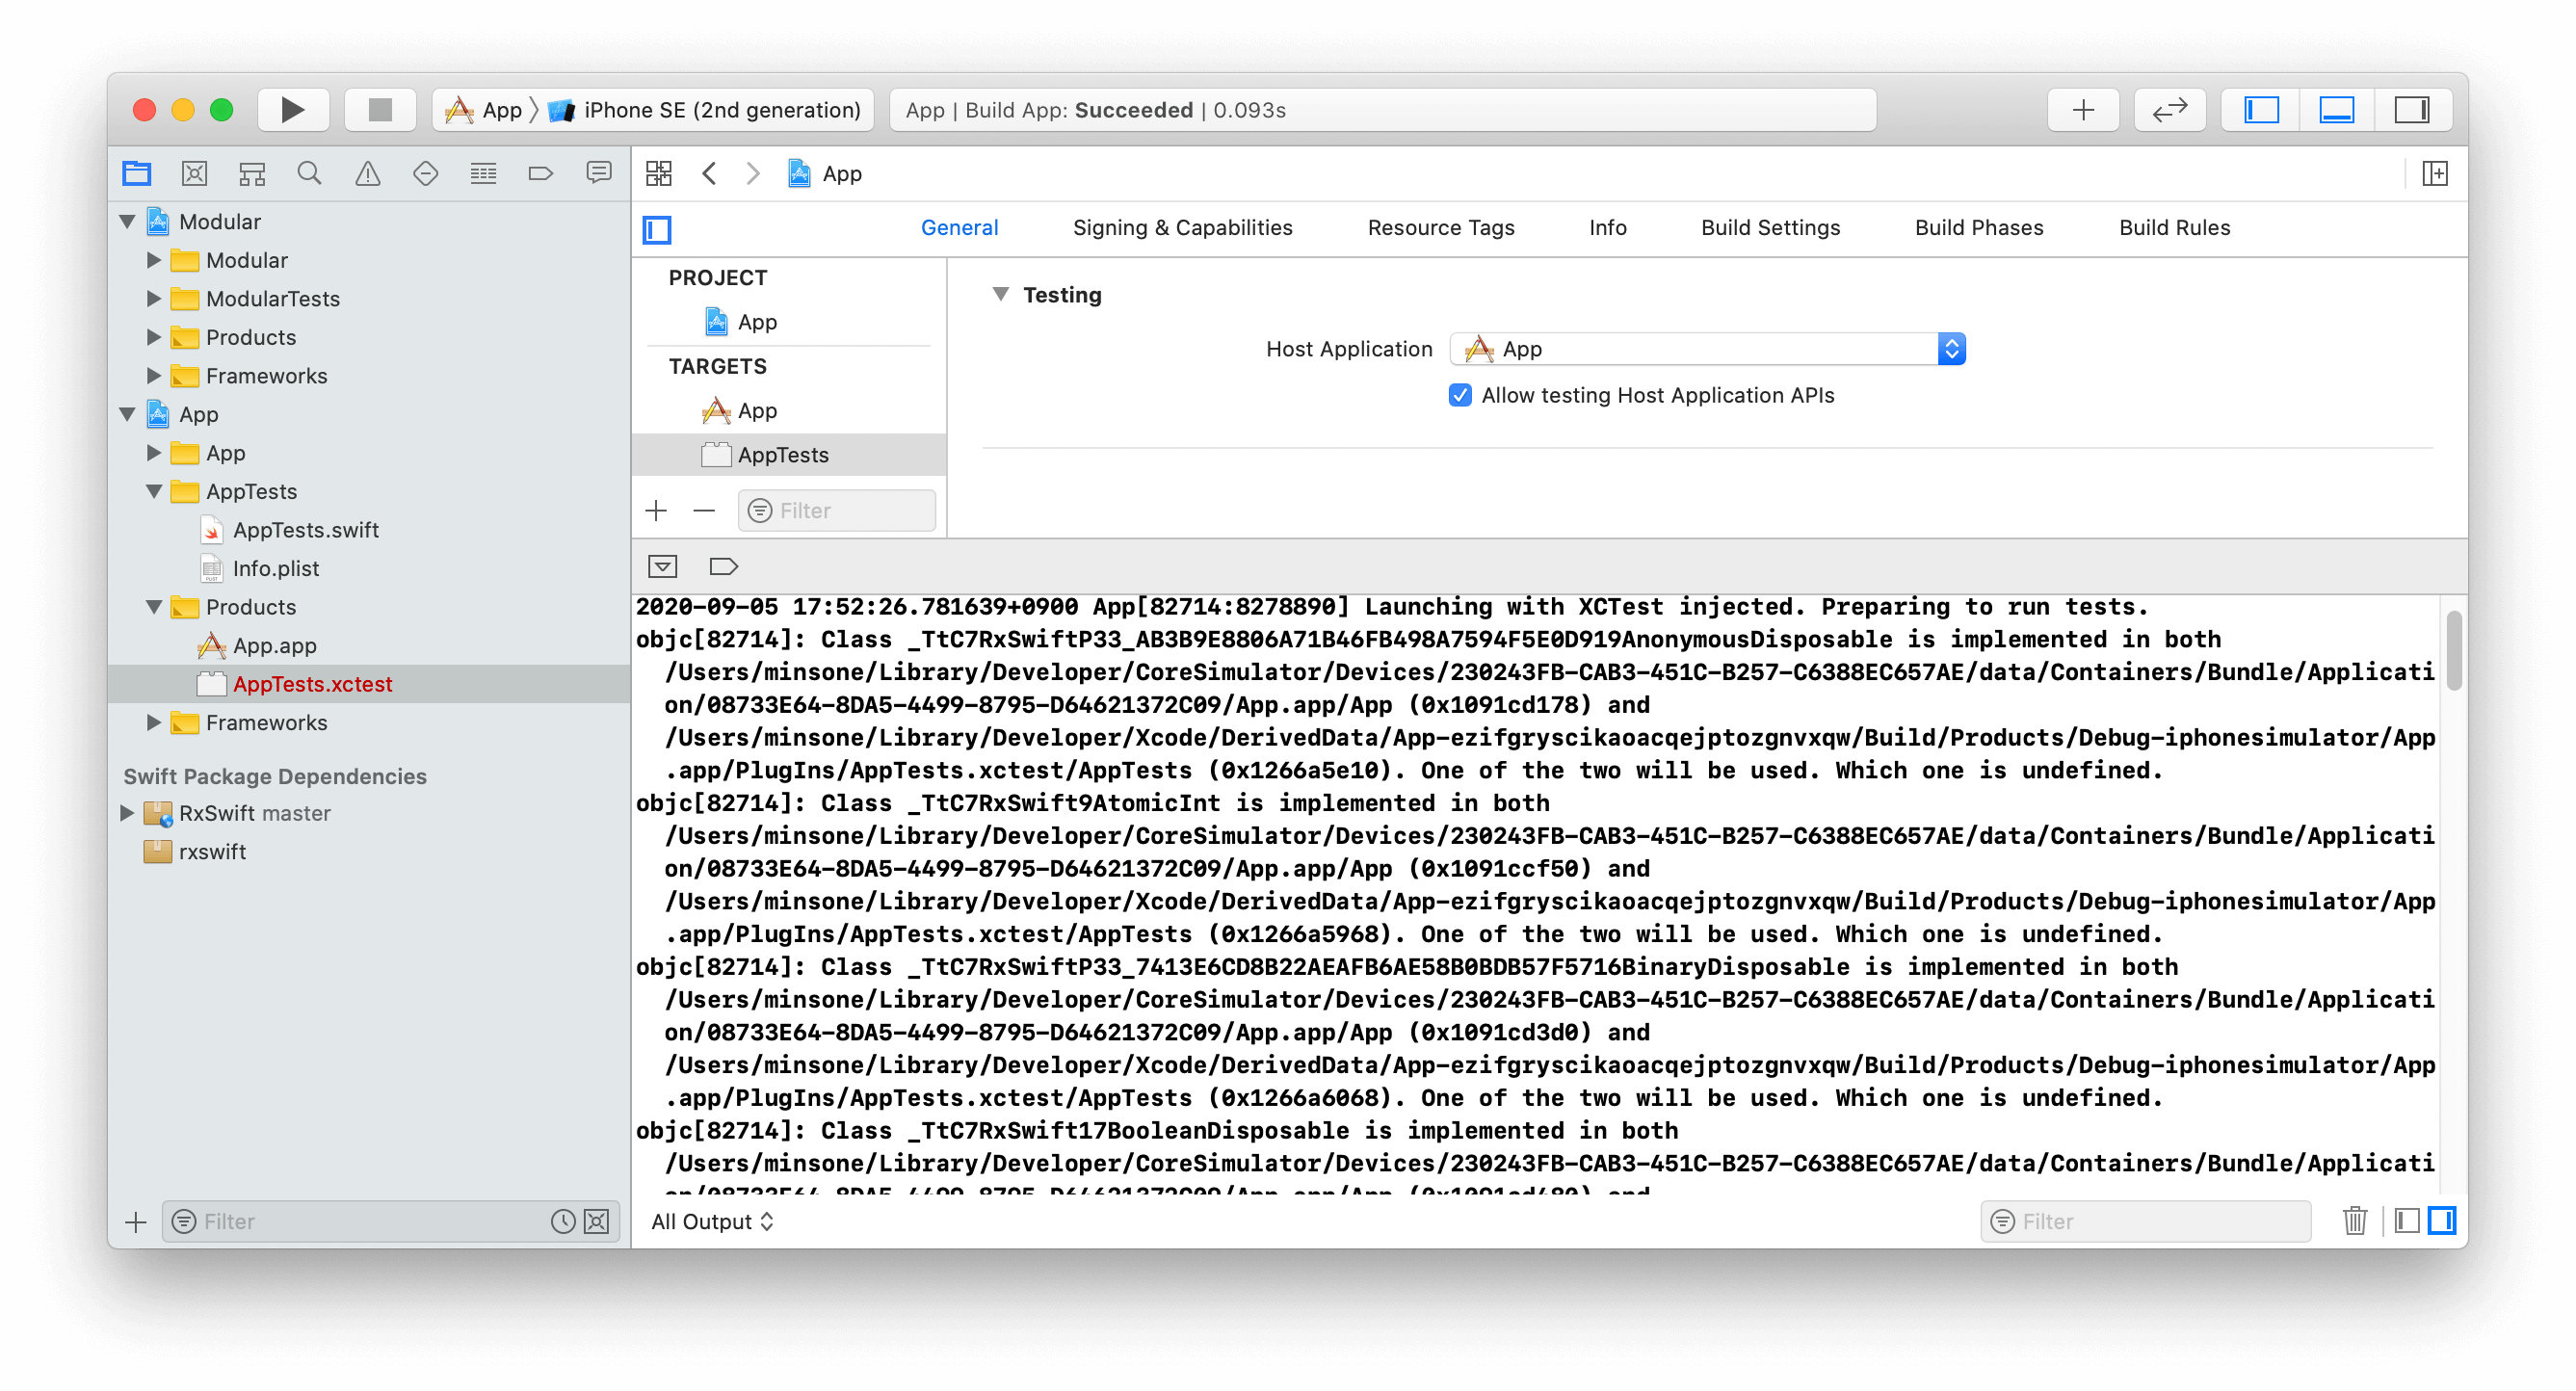 App
iPhone SE (2nd generation)
App | Build App: Succeeded | 0.093s
App
Modular
Modular
ModularTests
Products
Frameworks
App
App
AppTests
AppTests.swift
Info.plist
Products
App.app
AppTests.xctest
Frameworks
Swift Package Dependencies
RxSwift master
rxswift
Filter
General
Signing & Capabilities
Resource Tags
Info
Build Settings
Build Phases
Build Rules
PROJECT
App
TARGETS
App
AppTests
Filter
Testing
Host Application
App
Allow testing Host Application APIs
2020-09-05 17:52:26.781639+0900 App[82714:8278890] Launching with XCTest injected. Preparing to run tests.
objc[82714]: Class _TtC7RxSwiftP33_AB3B9E8806A71B46FB498A7594F5E0D919AnonymousDisposable is implemented in both
/Users/minsone/Library/Developer/CoreSimulator/Devices/230243FB-CAB3-451C-B257-C6388EC657AE/data/Containers/Bundle/Applicati
on/08733E64-8DA5-4499-8795-D64621372C09/App.app/App (0x1091cd178) and
/Users/minsone/Library/Developer/Xcode/DerivedData/App-ezifgryscikaoacqejptozgnvxqw/Build/Products/Debug-iphonesimulator/App
.app/PlugIns/AppTests.xctest/AppTests (0x1266a5e10). One of the two will be used. Which one is undefined.
objc[82714]: Class _TtC7RxSwift9AtomicInt is implemented in both
/Users/minsone/Library/Developer/CoreSimulator/Devices/230243FB-CAB3-451C-B257-C6388EC657AE/data/Containers/Bundle/Applicati
on/08733E64-8DA5-4499-8795-D64621372C09/App.app/App (0x1091ccf50) and
/Users/minsone/Library/Developer/Xcode/DerivedData/App-ezifgryscikaoacqejptozgnvxqw/Build/Products/Debug-iphonesimulator/App
.app/PlugIns/AppTests.xctest/AppTests (0x1266a5968). One of the two will be used. Which one is undefined.
objc[82714]: Class _TtC7RxSwiftP33_7413E6CD8B22AEAFB6AE58B0BDB57F5716BinaryDisposable is implemented in both
/Users/minsone/Library/Developer/CoreSimulator/Devices/230243FB-CAB3-451C-B257-C6388EC657AE/data/Containers/Bundle/Applicati
on/08733E64-8DA5-4499-8795-D64621372C09/App.app/App (0x1091cd3d0) and
/Users/minsone/Library/Developer/Xcode/DerivedData/App-ezifgryscikaoacqejptozgnvxqw/Build/Products/Debug-iphonesimulator/App
.app/PlugIns/AppTests.xctest/AppTests (0x1266a6068). One of the two will be used. Which one is undefined.
objc[82714]: Class _TtC7RxSwift17BooleanDisposable is implemented in both
/Users/minsone/Library/Developer/CoreSimulator/Devices/230243FB-CAB3-451C-B257-C6388EC657AE/data/Containers/Bundle/Applicati
All Output
Filter